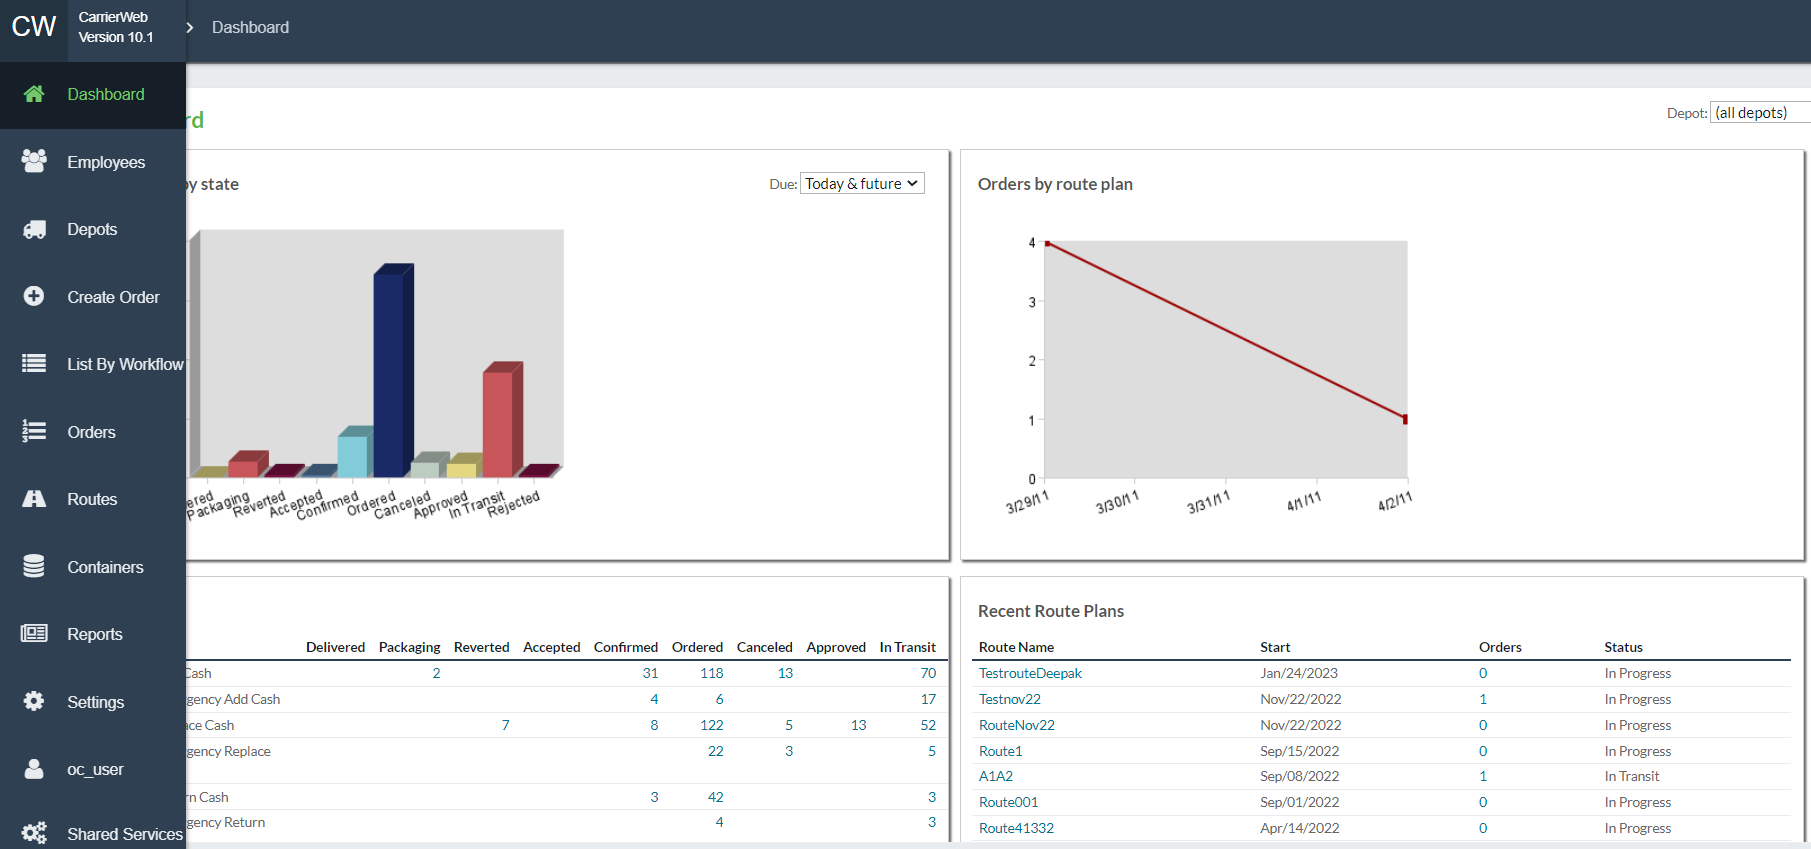 CW
CarrierWeb
Version 10.1
Dashboard
Dashboard
Employees
Depots
Create Order
List By Workflow
Orders
Routes
Containers
Reports
Settings
oc_user
Shared Services
rd
Depot: (all depots)
by state
Due: Today & future
Packaging
Reverted
Accepted
Confirmed
Ordered
Canceled
Approved
In Transit
Rejected
Orders by route plan
4
3
2
1
0
3/29/11
3/30/11
3/31/11
4/1/11
4/2/11
Delivered Packaging Reverted Accepted Confirmed Ordered Canceled Approved In Transit
Cash 2 31 118 13 70
gency Add Cash 4 6 17
ace Cash 7 8 122 5 13 52
gency Replace 22 3 5
rn Cash 3 42 3
gency Return 4 3
Recent Route Plans
Route Name Start Orders Status
TestrouteDeepak Jan/24/2023 0 In Progress
Testnov22 Nov/22/2022 1 In Progress
RouteNov22 Nov/22/2022 0 In Progress
Route1 Sep/15/2022 0 In Progress
A1A2 Sep/08/2022 1 In Transit
Route001 Sep/01/2022 0 In Progress
Route41332 Apr/14/2022 0 In Progress